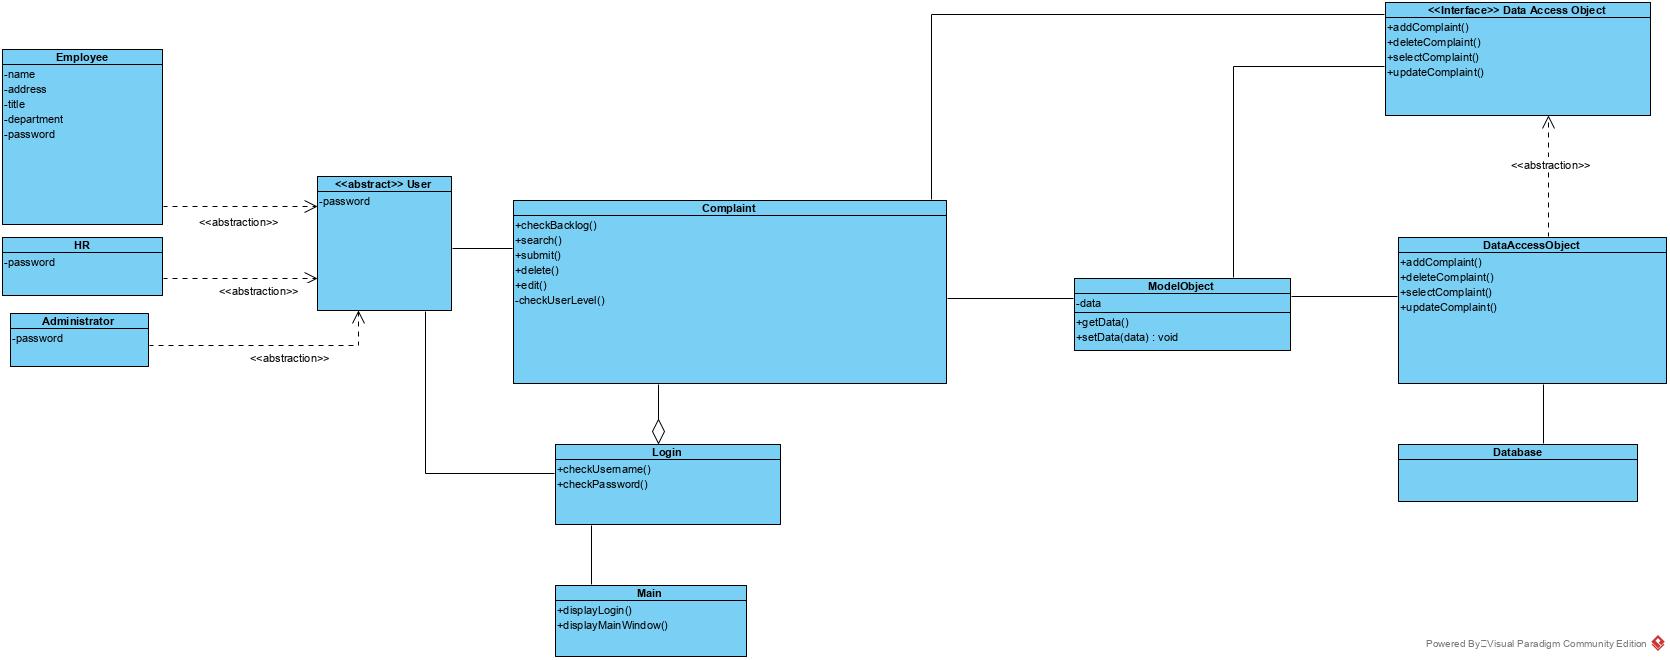 Employee
-name
-address
-title
-department
-password
<<abstraction>>
HR
-password
<<abstraction>>
Administrator
-password
<<abstraction>>
<<abstract>> User
-password
Complaint
+checkBacklog()
+search()
+submit()
+delete()
+edit()
-checkUserLevel()
Login
+checkUsername()
+checkPassword()
Main
+displayLogin()
+displayMainWindow()
ModelObject
-data
+getData()
+setData(data) : void
<<Interface>> Data Access Object
+addComplaint()
+deleteComplaint()
+selectComplaint()
+updateComplaint()
<<abstraction>>
DataAccessObject
+addComplaint()
+deleteComplaint()
+selectComplaint()
+updateComplaint()
Database
Powered By Visual Paradigm Community Edition